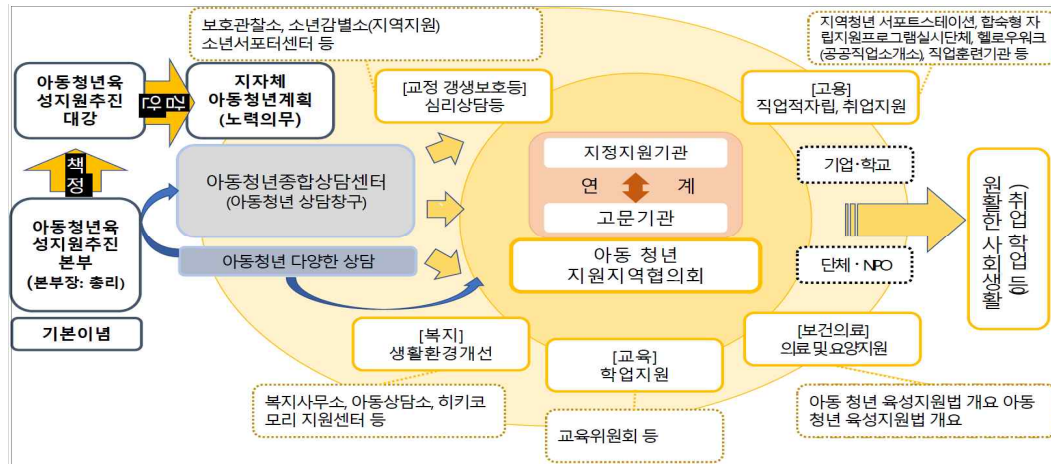 보호관찰소, 소년감별소(지역지원)
소년서포터센터 등
지역청년 서포트스테이션, 합숙형 자
립지원프로그램실시단체, 헬로우워크
(공공직업소개소), 직업훈련기관 등
아동청년육
성지원추진
대강
감안
지자체
아동청년계획
(노력의무)
[교정 갱생보호등]
심리상담등
[고용]
직업적자립, 취업지원
책정
아동청년종합상담센터
(아동청년 상담창구)
지정지원기관
연 계
고문기관
기업·학교
아동청년육
성지원추진
본부
(본부장: 총리)
아동청년 다양한 상담
아동 청년
지원지역협의회
단체·NPO
원활한 사회생활
(취업 학업 등)
기본이념
[복지]
생활환경개선
[교육]
학업지원
[보건의료]
의료 및 요양지원
복지사무소, 아동상담소, 히키코
모리 지원센터 등
교육위원회 등
아동 청년 육성지원법 개요 아동
청년 육성지원법 개요